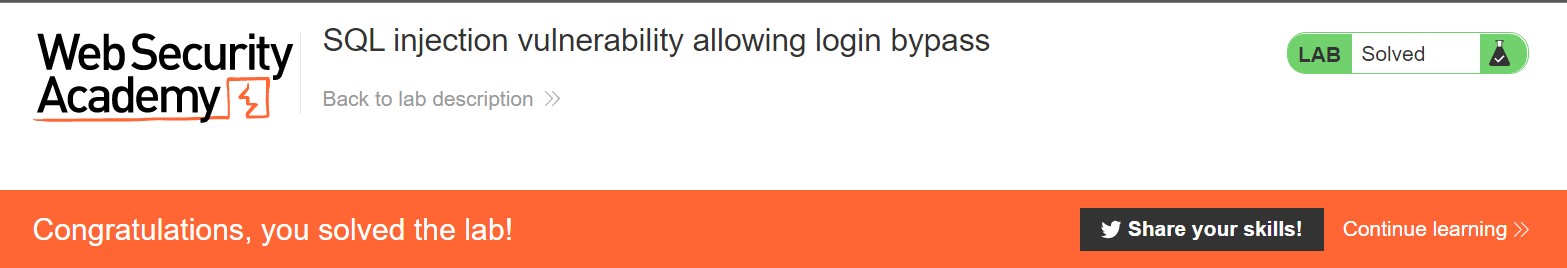 Web Security
Academy
SQL injection vulnerability allowing login bypass
Back to lab description
LAB Solved
Congratulations, you solved the lab!
Share your skills!
Continue learning